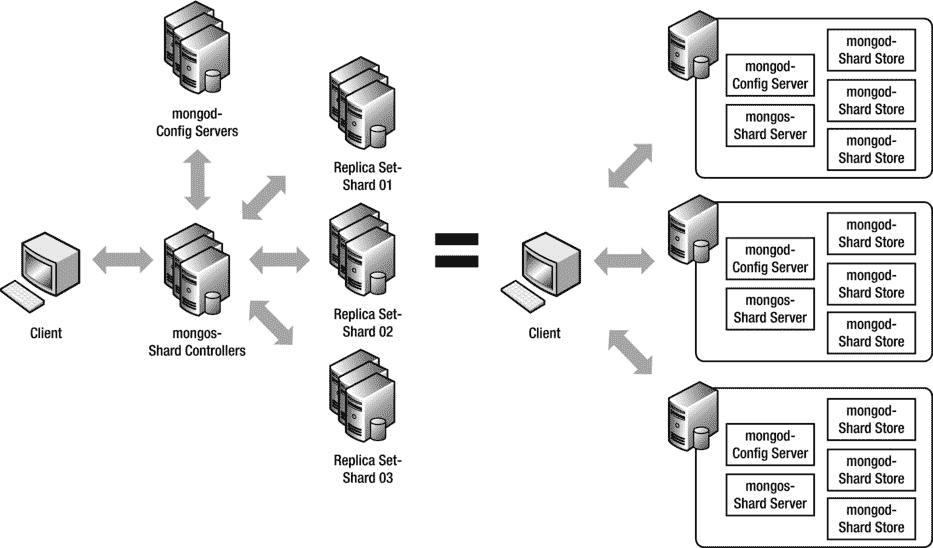 mongod-
Config Servers
Replica Set-
Shard 01
Client
mongos-
Shard Controllers
Replica Set-
Shard 02
Replica Set-
Shard 03
=
Client
mongod-
Config Server
mongos-
Shard Server
mongod-
Shard Store
mongod-
Shard Store
mongod-
Shard Store
mongod-
Config Server
mongos-
Shard Server
mongod-
Shard Store
mongod-
Shard Store
mongod-
Shard Store
mongod-
Config Server
mongos-
Shard Server
mongod-
Shard Store
mongod-
Shard Store
mongod-
Shard Store